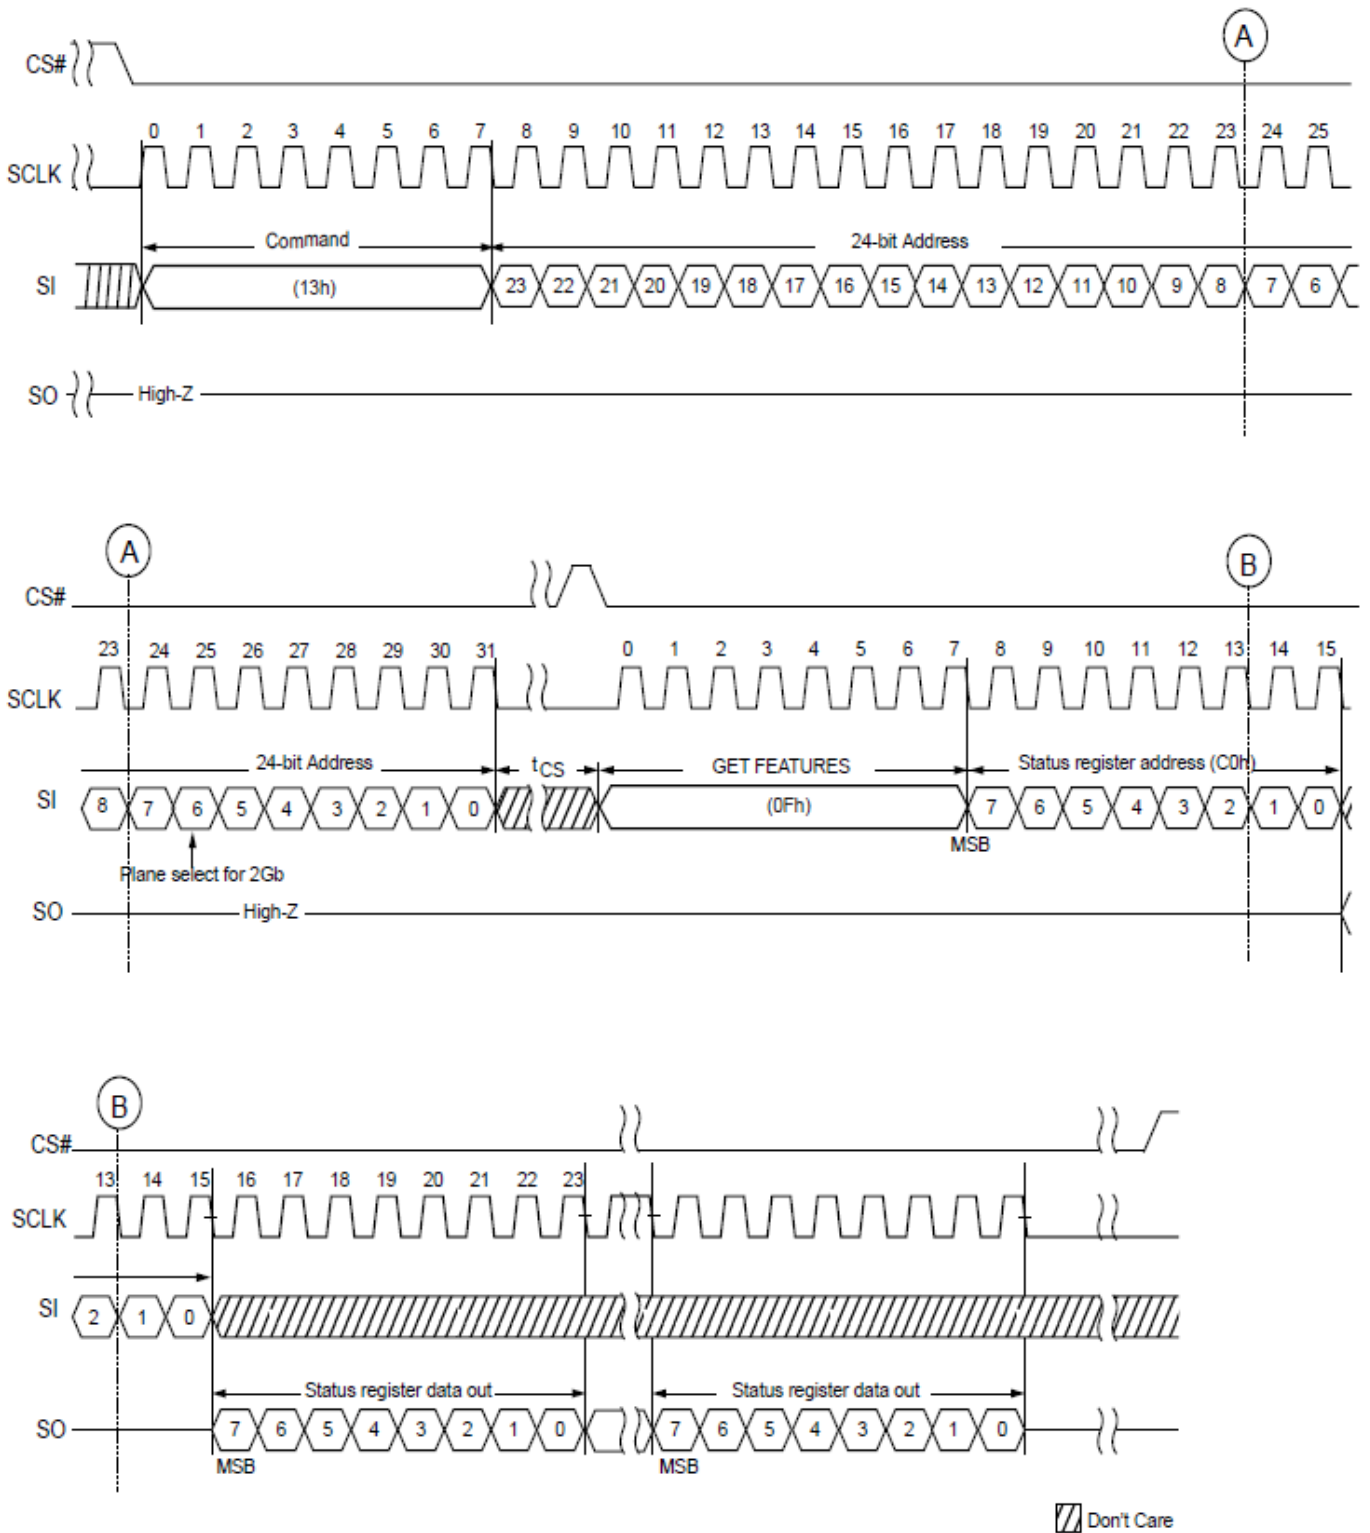 A
CS#
0 1 2 3 4 5 6 7 8 9 10 11 12 13 14 15 16 17 18 19 20 21 22 23 24 25
SCLK
Command 24-bit Address
SI (13h) 23 22 21 20 19 18 17 16 15 14 13 12 11 10 9 8 7 6
SO High-Z
A B
CS#
23 24 25 26 27 28 29 30 31 0 1 2 3 4 5 6 7 8 9 10 11 12 13 14 15
SCLK
24-bit Address tCS GET FEATURES Status register address (C0h)
SI 8 7 6 5 4 3 2 1 0 (0Fh) 7 6 5 4 3 2 1 0
MSB
Plane select for 2Gb
SO High-Z
B
CS#
13 14 15 16 17 18 19 20 21 22 23
SCLK
SI 2 1 0
Status register data out Status register data out
SO 7 6 5 4 3 2 1 0 7 6 5 4 3 2 1 0
MSB MSB
Don't Care